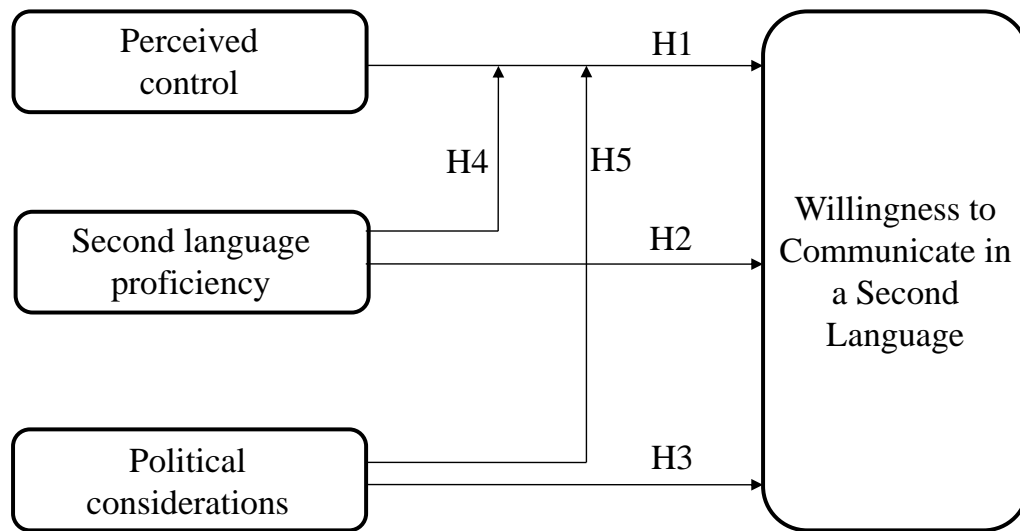 Perceived
control
H1
H4
H5
Second language
proficiency
H2
Willingness to
Communicate in
a Second
Language
Political
considerations
H3